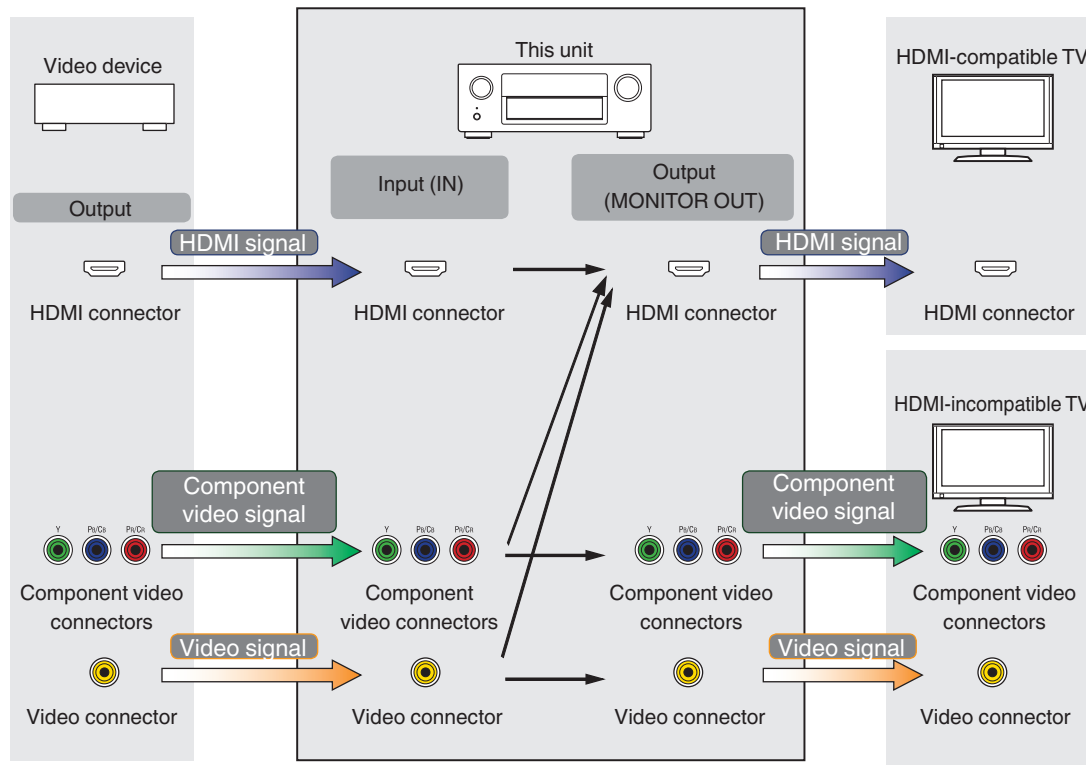 Video device
This unit
HDMI-compatible TV
Input (IN)
Output
(MONITOR OUT)
Output
HDMI signal
HDMI signal
HDMI connector
HDMI connector
HDMI connector
HDMI connector
HDMI-incompatible TV
Component
video signal
Component
video signal
Y PB/CB PR/CR
Y PB/CB PR/CR
Y PB/CB PR/CR
Y PB/CB PR/CR
Component video
connectors
Component
video connectors
Component video
connectors
Component video
connectors
Video signal
Video signal
Video connector
Video connector
Video connector
Video connector